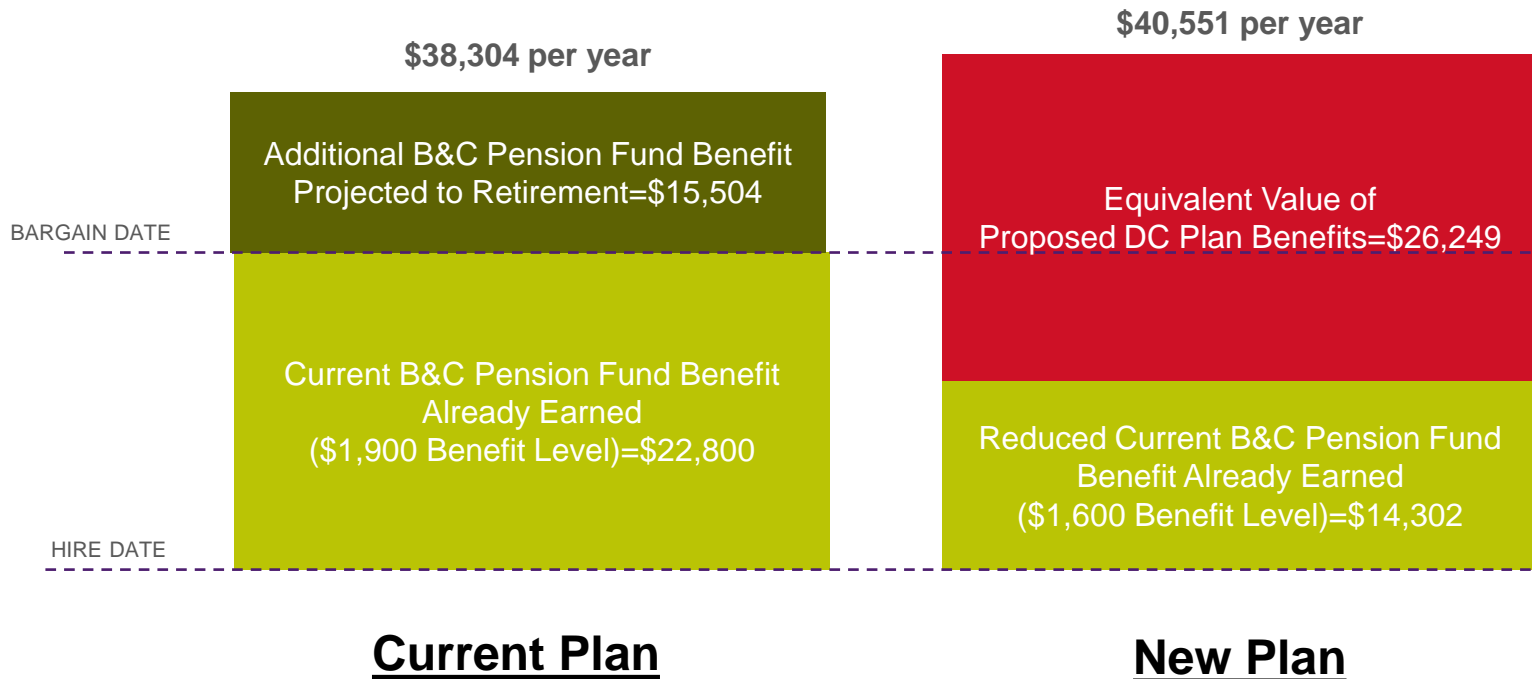 $38,304 per year
Additional B&C Pension Fund Benefit
Projected to Retirement=$15,504
BARGAIN DATE
Current B&C Pension Fund Benefit
Already Earned
($1,900 Benefit Level)=$22,800
HIRE DATE
Current Plan
$40,551 per year
Equivalent Value of
Proposed DC Plan Benefits=$26,249
Reduced Current B&C Pension Fund
Benefit Already Earned
($1,600 Benefit Level)=$14,302
New Plan